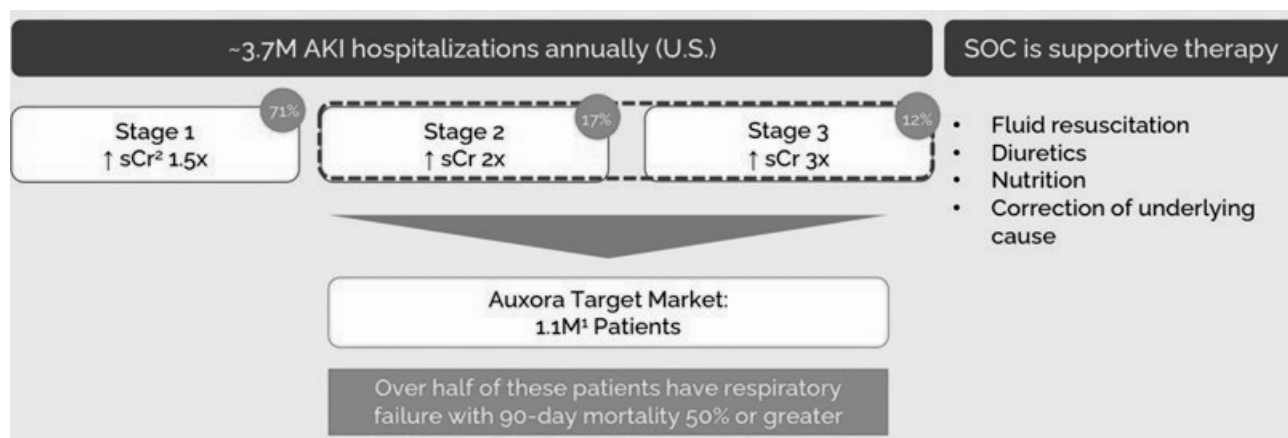 ~3.7M AKI hospitalizations annually (U.S.)
SOC is supportive therapy
71%
Stage 1
↑ sCr² 1.5x
17%
Stage 2
↑ sCr 2x
12%
Stage 3
↑ sCr 3x
• Fluid resuscitation
• Diuretics
• Nutrition
• Correction of underlying
cause
Auxora Target Market:
1.1M¹ Patients
Over half of these patients have respiratory
failure with 90-day mortality 50% or greater